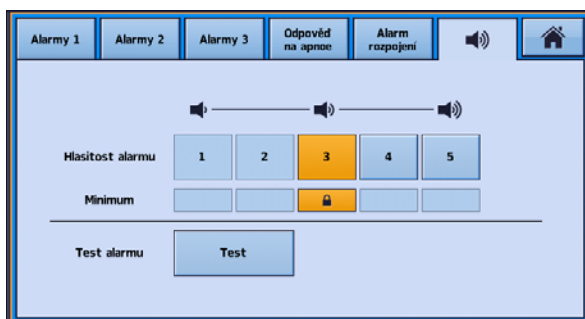 Alarmy 1
Alarmy 2
Alarmy 3
Odpověd
na apnoe
Alarm
rozpojení
Hlasitost alarmu
1
2
3
4
5
Minimum
Test alarmu
Test